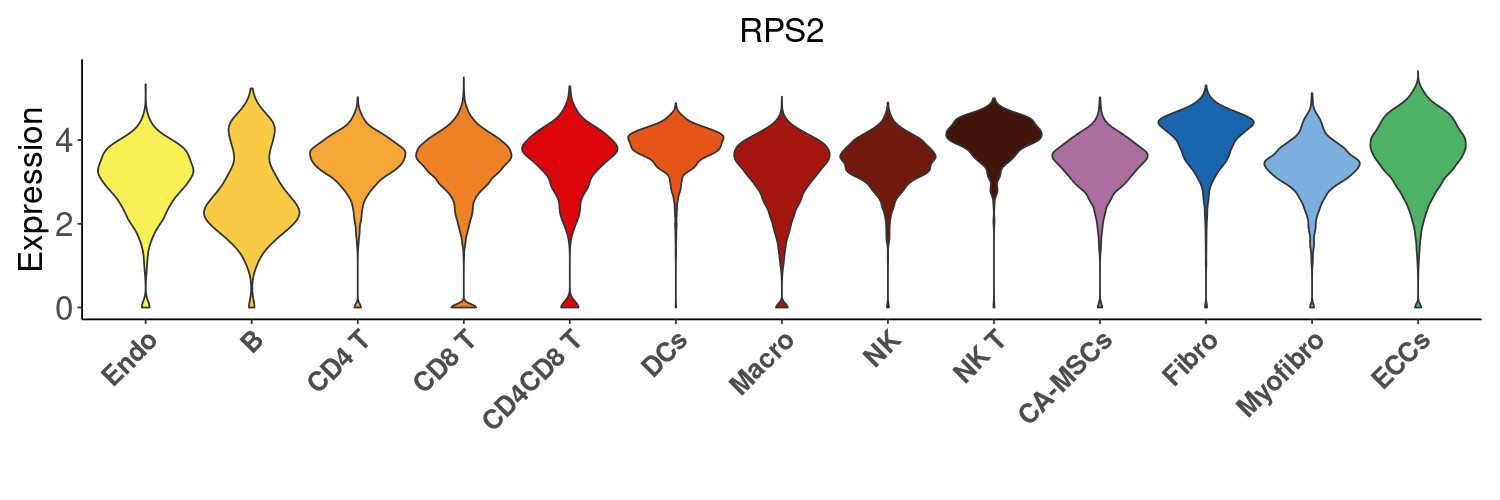 RPS2
Expression
4
2
0
Endo
B
CD4 T
CD8 T
CD4CD8 T
DCs
Macro
NK
NK T
CA-MSCs
Fibro
Myofibro
ECCs